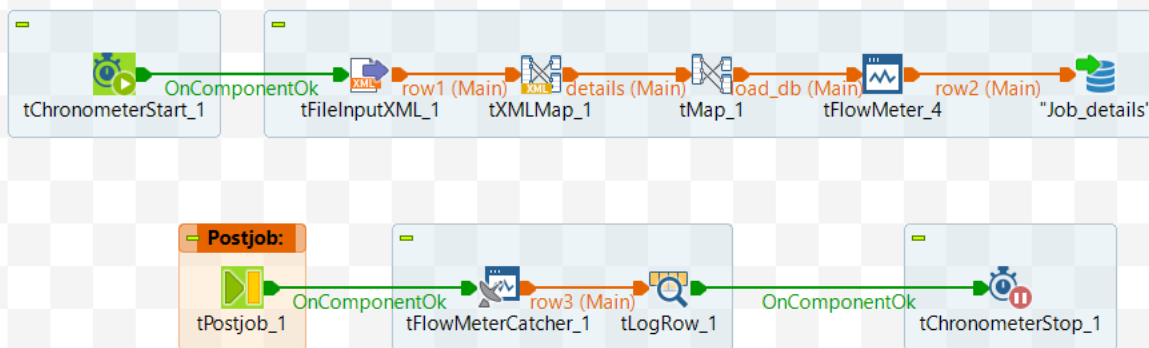 OnComponentOk row1 (Main) details (Main) load_db (Main) row2 (Main)
tChronometerStart_1 tFileInputXML_1 tXMLMap_1 tMap_1 tFlowMeter_4 "Job_details"
Postjob:
OnComponentOk row3 (Main) OnComponentOk
tPostjob_1 tFlowMeterCatcher_1 tLogRow_1 tChronometerStop_1